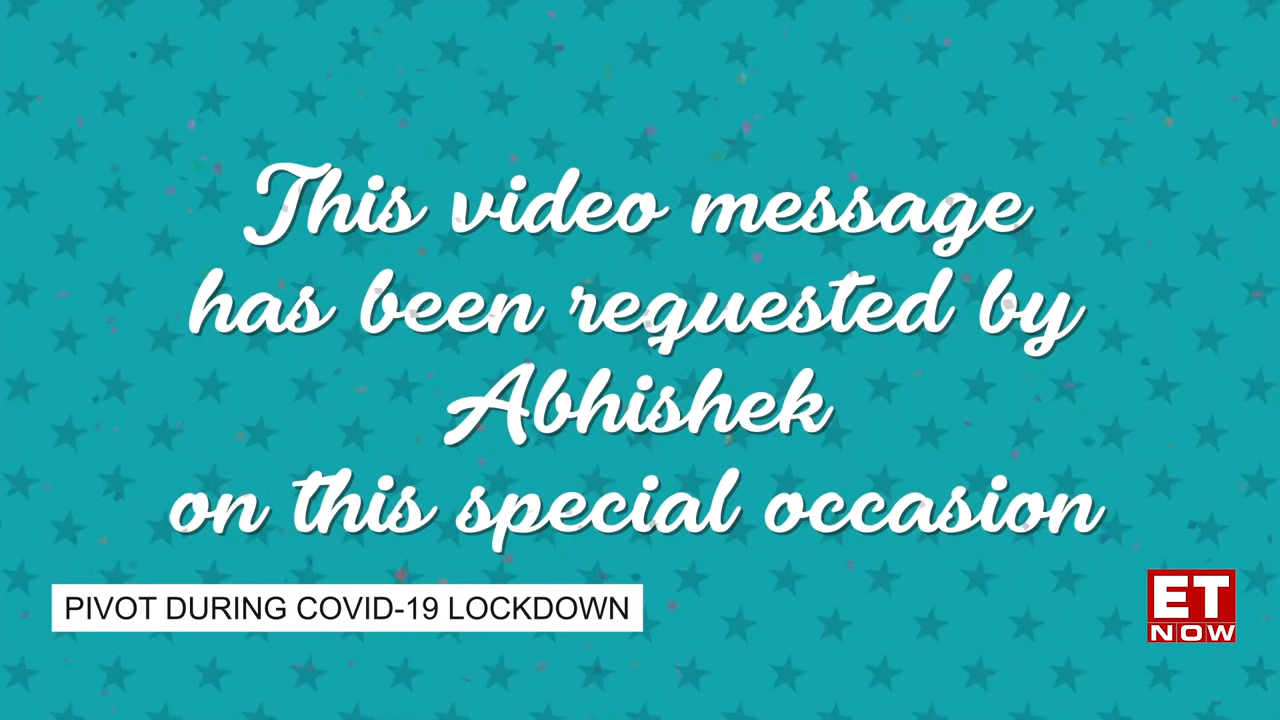 This video message
has been requested by
Abhishek
on this special occasion
PIVOT DURING COVID-19 LOCKDOWN
ET
NOW